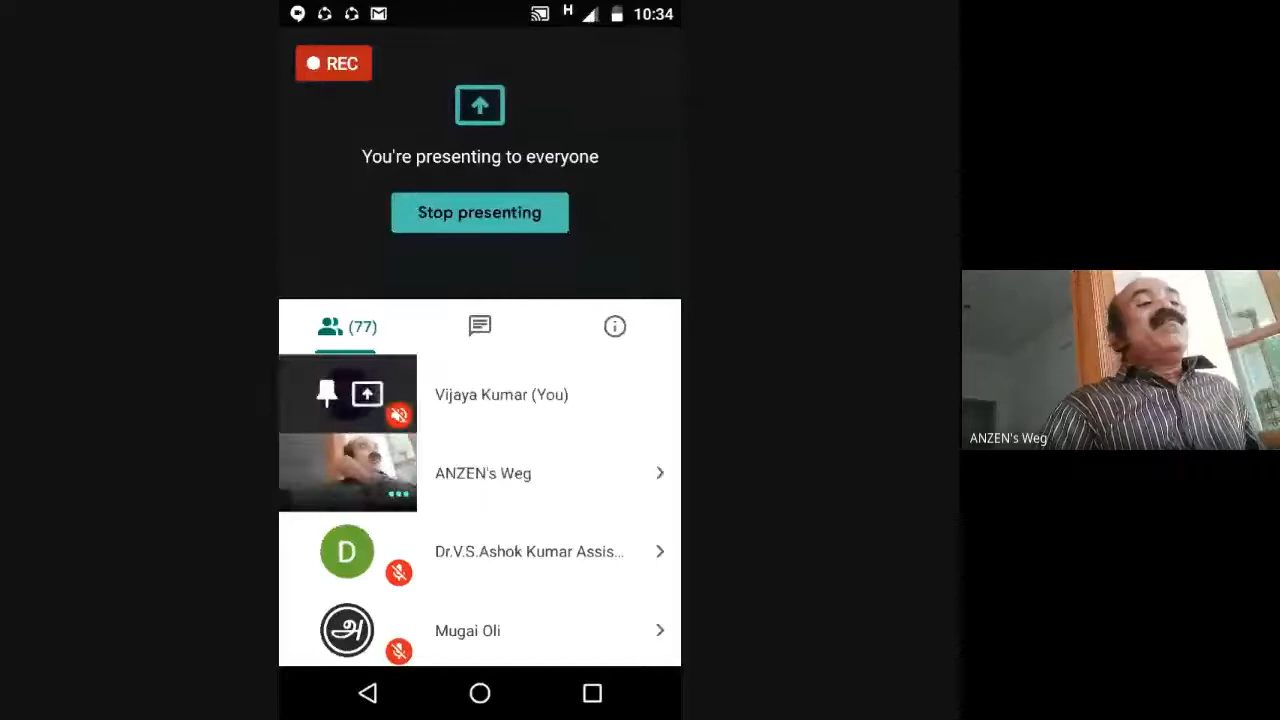 H 10:34
REC
You're presenting to everyone
Stop presenting
(77)
Vijaya Kumar (You)
ANZEN's Weg
D
Dr.V.S.Ashok Kumar Assis...
அ
Mugai Oli
ANZEN's Weg